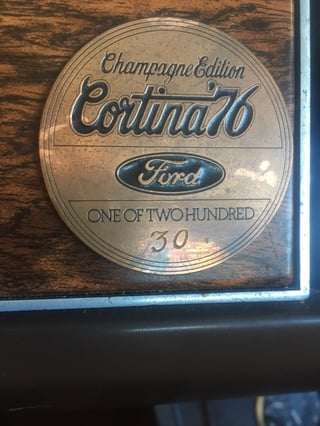 Champagne Edition
Cortina '76
Ford
ONE OF TWO HUNDRED
30